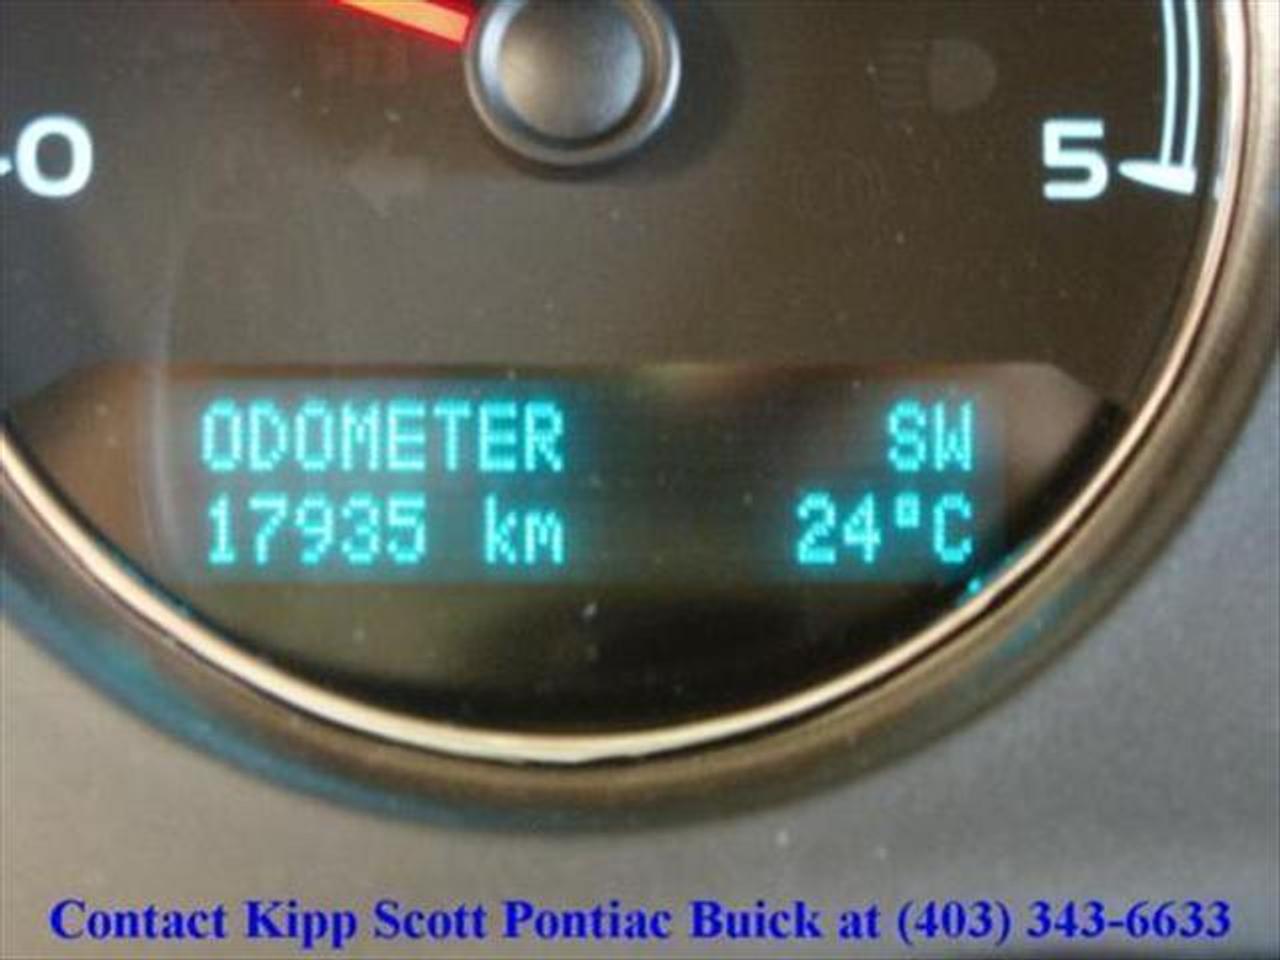 0 5
ODOMETER SW
17935 km 24°C
Contact Kipp Scott Pontiac Buick at (403) 343-6633